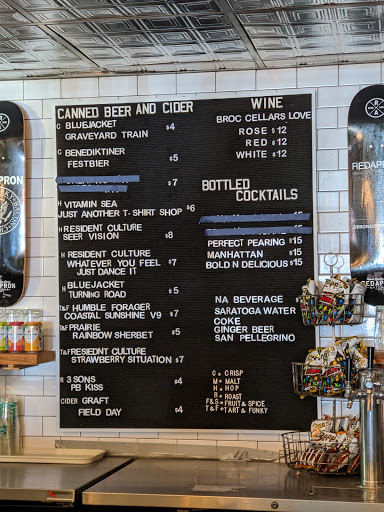 CANNED BEER AND CIDER
C BLUEJACKET
GRAVEYARD TRAIN $4
C BENEDIKTINER
FESTBIER $5
$7
H VITAMIN SEA
JUST ANOTHER T-SHIRT SHOP $6
H RESIDENT CULTURE
SEER VISION $8
H RESIDENT CULTURE
WHATEVER YOU FEEL $7
JUST DANCE IT
H BLUEJACKET
TURNING ROAD $5
T&F HUMBLE FORAGER
COASTAL SUNSHINE V9 $7
T&F PRAIRIE
RAINBOW SHERBET $5
T&F RESIEDNT CULTURE
STRAWBERRY SITUATION $7
R 3 SONS
PB KISS $4
CIDER GRAFT
FIELD DAY $4
WINE
BROC CELLARS LOVE
ROSE $12
RED $12
WHITE $12
BOTTLED
COCKTAILS
$15
PERFECT PEARING $15
MANHATTAN $15
BOLD N DELICIOUS $15
NA BEVERAGE
SARATOGA WATER
COKE
GINGER BEER
SAN PELLEGRINO
C = CRISP
M = MALT
H = HOP
R = ROAST
F&S = FRUIT & SPICE
T&F = TART & FUNKY
REDAPRON